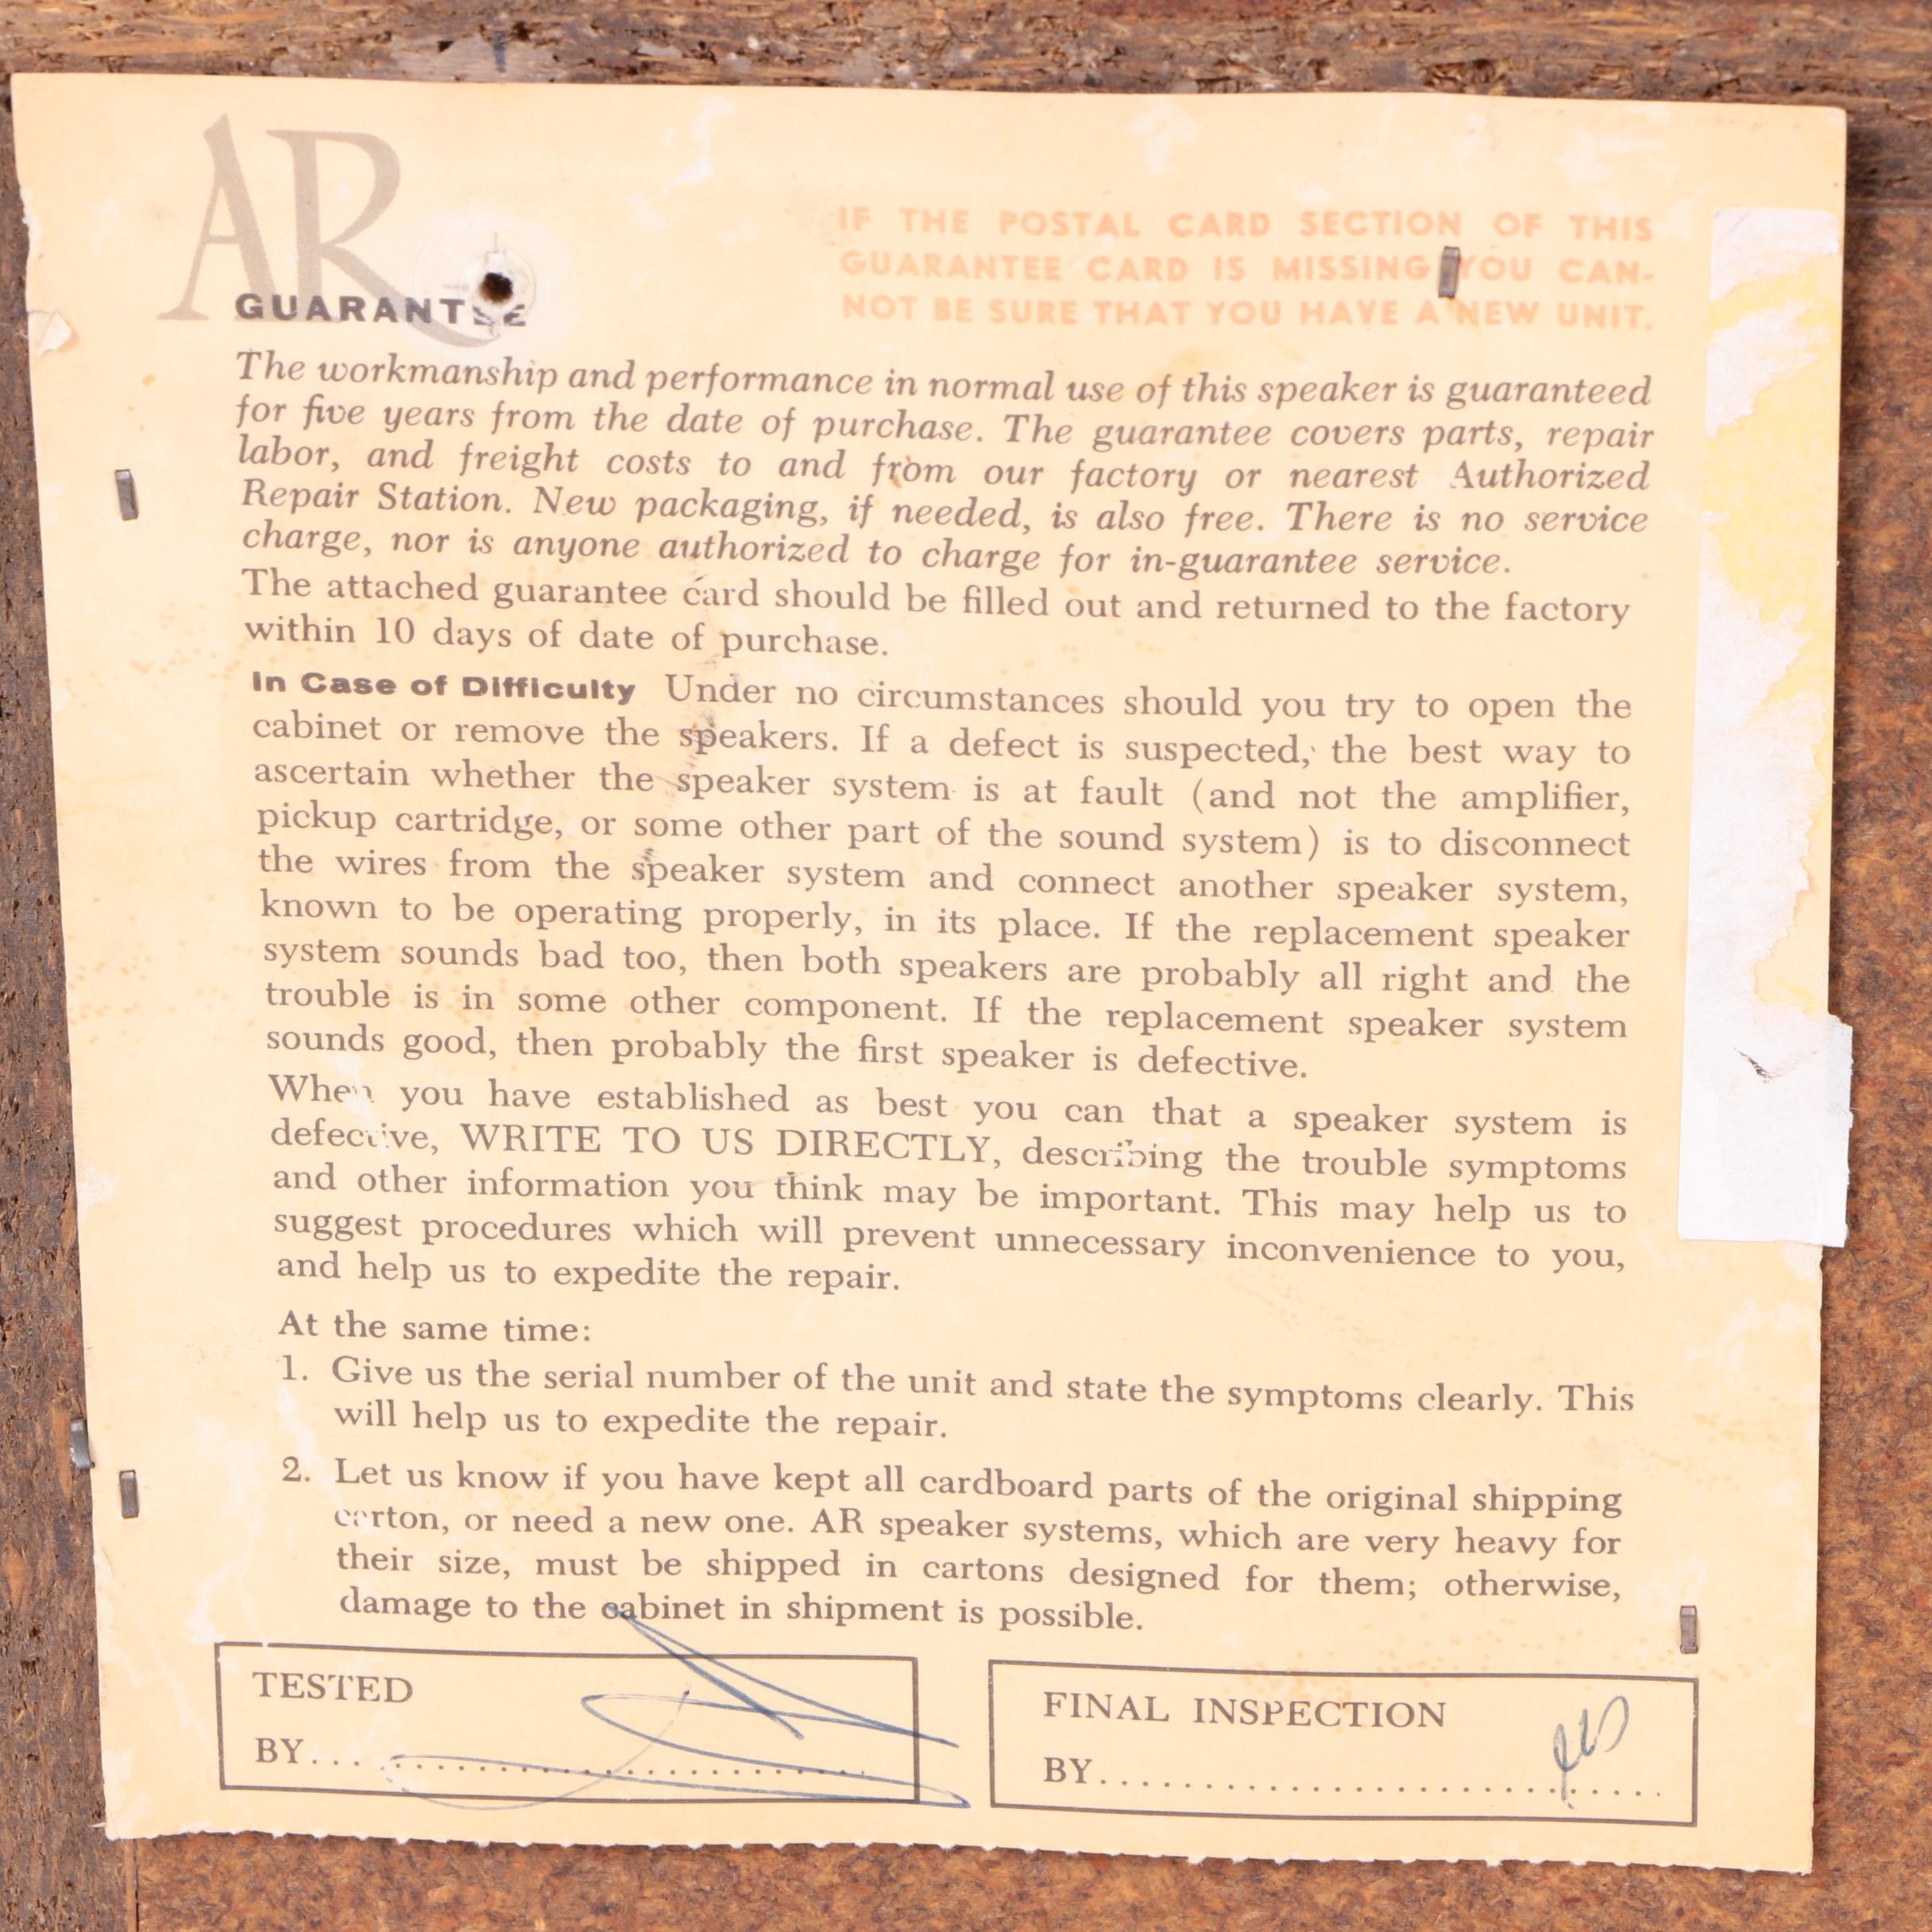 AR
GUARANTEE
IF THE POSTAL CARD SECTION OF THIS
GUARANTEE CARD IS MISSING YOU CAN-
NOT BE SURE THAT YOU HAVE A NEW UNIT.
The workmanship and performance in normal use of this speaker is guaranteed
for five years from the date of purchase. The guarantee covers parts, repair
labor, and freight costs to and from our factory or nearest Authorized
Repair Station. New packaging, if needed, is also free. There is no service
charge, nor is anyone authorized to charge for in-guarantee service.
The attached guarantee card should be filled out and returned to the factory
within 10 days of date of purchase.
In Case of Difficulty Under no circumstances should you try to open the
cabinet or remove the speakers. If a defect is suspected, the best way to
ascertain whether the speaker system is at fault (and not the amplifier,
pickup cartridge, or some other part of the sound system) is to disconnect
the wires from the speaker system and connect another speaker system,
known to be operating properly, in its place. If the replacement speaker
system sounds bad too, then both speakers are probably all right and the
trouble is in some other component. If the replacement speaker system
sounds good, then probably the first speaker is defective.
When you have established as best you can that a speaker system is
defective, WRITE TO US DIRECTLY, describing the trouble symptoms
and other information you think may be important. This may help us to
suggest procedures which will prevent unnecessary inconvenience to you,
and help us to expedite the repair.
At the same time:
1. Give us the serial number of the unit and state the symptoms clearly. This
will help us to expedite the repair.
2. Let us know if you have kept all cardboard parts of the original shipping
carton, or need a new one. AR speaker systems, which are very heavy for
their size, must be shipped in cartons designed for them; otherwise,
damage to the cabinet in shipment is possible.
TESTED
BY..............................
FINAL INSPECTION
BY..............................